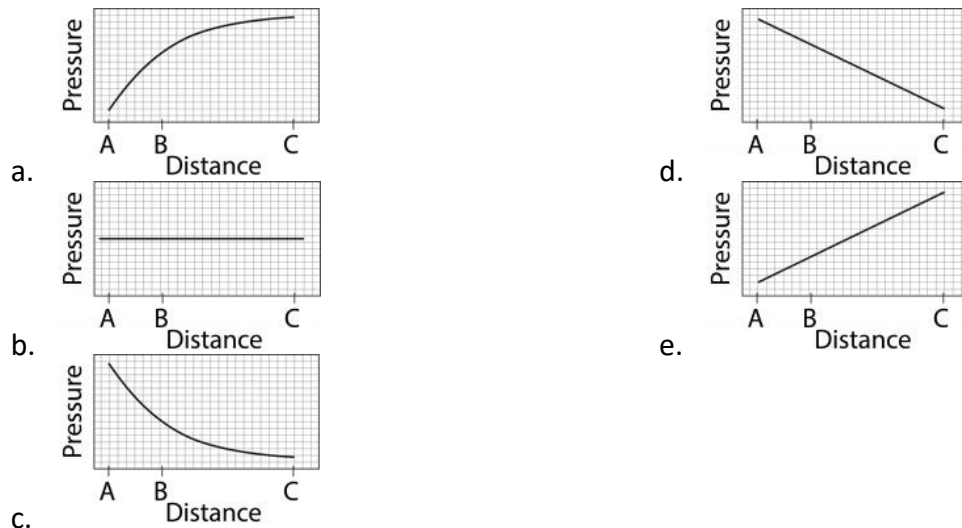 Pressure
A B C
Distance
a.
Pressure
A B C
Distance
b.
Pressure
A B C
Distance
c.
Pressure
A B C
Distance
d.
Pressure
A B C
Distance
e.